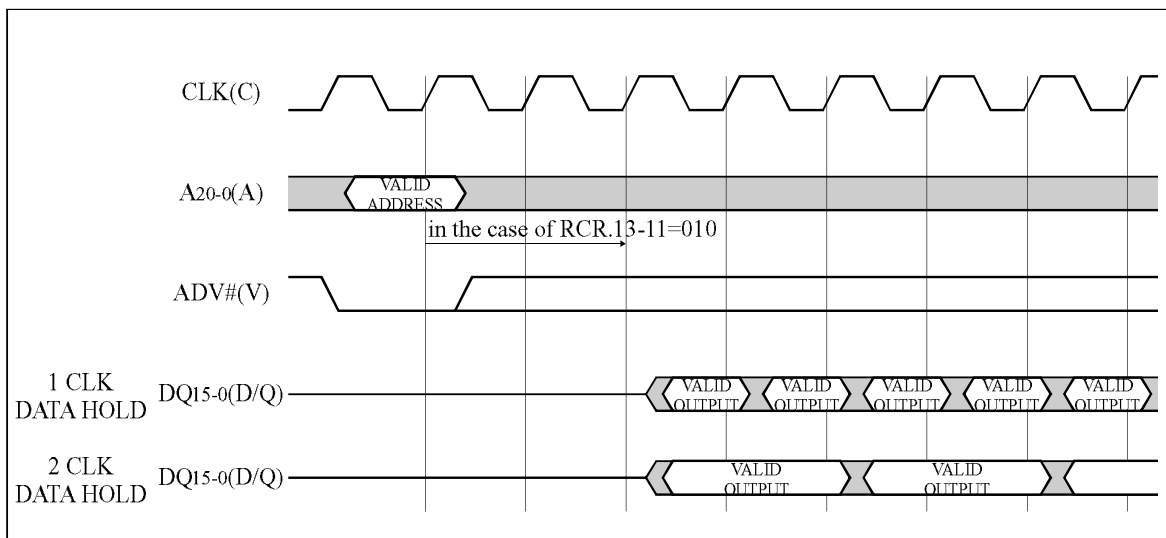 CLK(C)
A20-0(A)
VALID
ADDRESS
in the case of RCR.13-11=010
ADV#(V)
1 CLK
DATA HOLD
DQ15-0(D/Q)
VALID
OUTPUT
VALID
OUTPUT
VALID
OUTPUT
VALID
OUTPUT
VALID
OUTPUT
2 CLK
DATA HOLD
DQ15-0(D/Q)
VALID
OUTPUT
VALID
OUTPUT